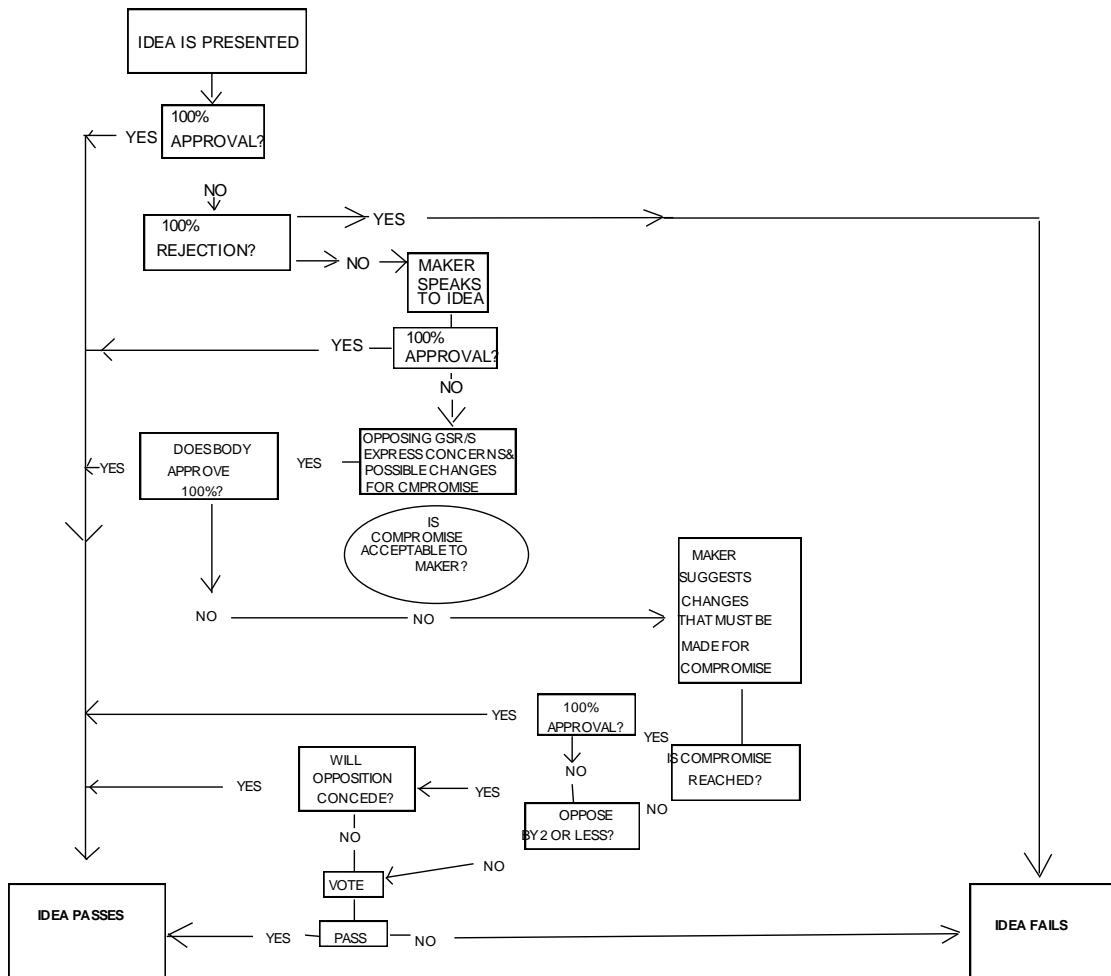 IDEA IS PRESENTED
100%
APPROVAL?
YES
NO
100%
REJECTION?
YES
NO
MAKER
SPEAKS
TO IDEA
100%
APPROVAL?
YES
NO
OPPOSING GSR/S
EXPRESS CONCERNS&
POSSIBLE CHANGES
FOR CMPROMISE
YES
DOES BODY
APPROVE
100%?
YES
IS
COMPROMISE
ACCEPTABLE TO
MAKER?
NO
NO
MAKER
SUGGESTS
CHANGES
THAT MUST BE
MADE FOR
COMPROMISE
100%
APPROVAL?
YES
YES
IS COMPROMISE
REACHED?
NO
NO
WILL
OPPOSITION
CONCEDE?
YES
YES
OPPOSE
BY 2 OR LESS?
NO
NO
VOTE
PASS
YES
NO
IDEA PASSES
IDEA FAILS